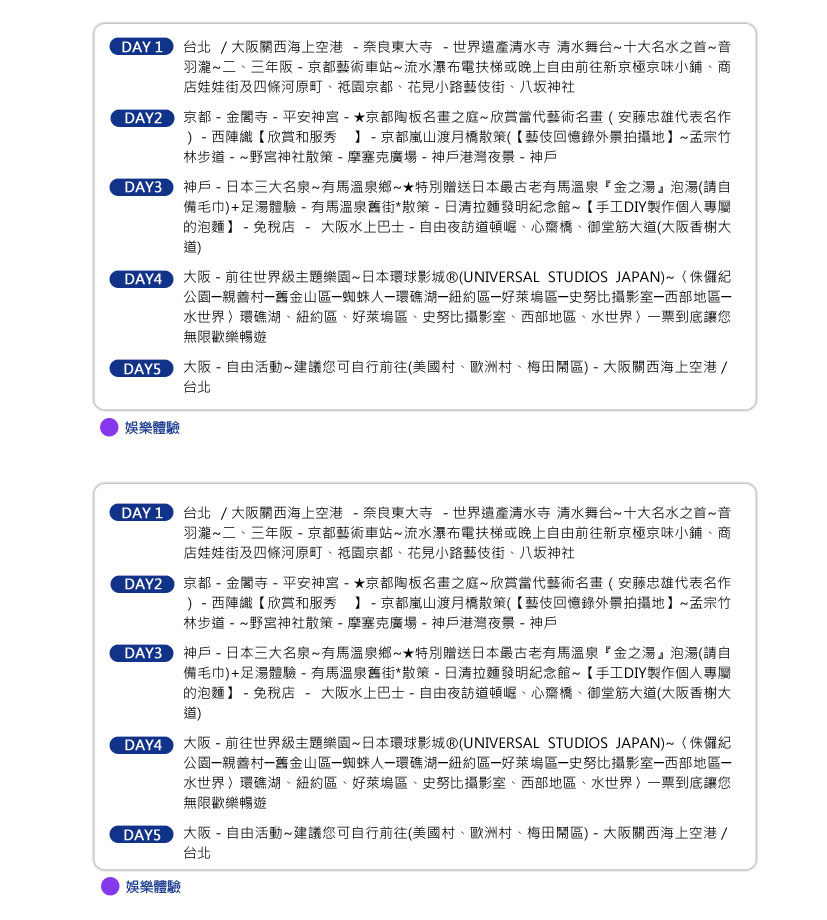 DAY 1 台北 / 大阪關西海上空港 - 奈良東大寺 - 世界遺產清水寺 清水舞台~十大名水之首~音
羽瀧~二、三年阪 - 京都藝術車站~流水瀑布電扶梯或晚上自由前往新京極京味小鋪、商
店娃娃街及四條河原町、祗園京都、花見小路藝伎街、八坂神社
DAY2 京都 - 金閣寺 - 平安神宮 - ★京都陶板名畫之庭~欣賞當代藝術名畫 ( 安藤忠雄代表名作
) - 西陣織【欣賞和服秀 】 - 京都嵐山渡月橋散策(【藝伎回憶錄外景拍攝地】~孟宗竹
林步道 - ~野宮神社散策 - 摩塞克廣場 - 神戶港灣夜景 - 神戶
DAY3 神戶 - 日本三大名泉~有馬溫泉鄉~★特別贈送日本最古老有馬溫泉『金之湯』泡湯(請自
備毛巾)+足湯體驗 - 有馬溫泉舊街*散策 - 日清拉麵發明紀念館~【手工DIY製作個人專屬
的泡麵】 - 免稅店 - 大阪水上巴士 - 自由夜訪道頓崛、心齋橋、御堂筋大道(大阪香榭大
道)
DAY4 大阪 - 前往世界級主題樂園~日本環球影城®(UNIVERSAL STUDIOS JAPAN)~〈侏儸紀
公園─親善村─舊金山區─蜘蛛人─環礁湖─紐約區─好萊塢區─史努比攝影室─西部地區─
水世界〉環礁湖、紐約區、好萊塢區、史努比攝影室、西部地區、水世界〉一票到底讓您
無限歡樂暢遊
DAY5 大阪 - 自由活動~建議您可自行前往(美國村、歐洲村、梅田鬧區) - 大阪關西海上空港 /
台北
娛樂體驗
DAY 1 台北 / 大阪關西海上空港 - 奈良東大寺 - 世界遺產清水寺 清水舞台~十大名水之首~音
羽瀧~二、三年阪 - 京都藝術車站~流水瀑布電扶梯或晚上自由前往新京極京味小鋪、商
店娃娃街及四條河原町、祗園京都、花見小路藝伎街、八坂神社
DAY2 京都 - 金閣寺 - 平安神宮 - ★京都陶板名畫之庭~欣賞當代藝術名畫 ( 安藤忠雄代表名作
) - 西陣織【欣賞和服秀 】 - 京都嵐山渡月橋散策(【藝伎回憶錄外景拍攝地】~孟宗竹
林步道 - ~野宮神社散策 - 摩塞克廣場 - 神戶港灣夜景 - 神戶
DAY3 神戶 - 日本三大名泉~有馬溫泉鄉~★特別贈送日本最古老有馬溫泉『金之湯』泡湯(請自
備毛巾)+足湯體驗 - 有馬溫泉舊街*散策 - 日清拉麵發明紀念館~【手工DIY製作個人專屬
的泡麵】 - 免稅店 - 大阪水上巴士 - 自由夜訪道頓崛、心齋橋、御堂筋大道(大阪香榭大
道)
DAY4 大阪 - 前往世界級主題樂園~日本環球影城®(UNIVERSAL STUDIOS JAPAN)~〈侏儸紀
公園─親善村─舊金山區─蜘蛛人─環礁湖─紐約區─好萊塢區─史努比攝影室─西部地區─
水世界〉環礁湖、紐約區、好萊塢區、史努比攝影室、西部地區、水世界〉一票到底讓您
無限歡樂暢遊
DAY5 大阪 - 自由活動~建議您可自行前往(美國村、歐洲村、梅田鬧區) - 大阪關西海上空港 /
台北
娛樂體驗